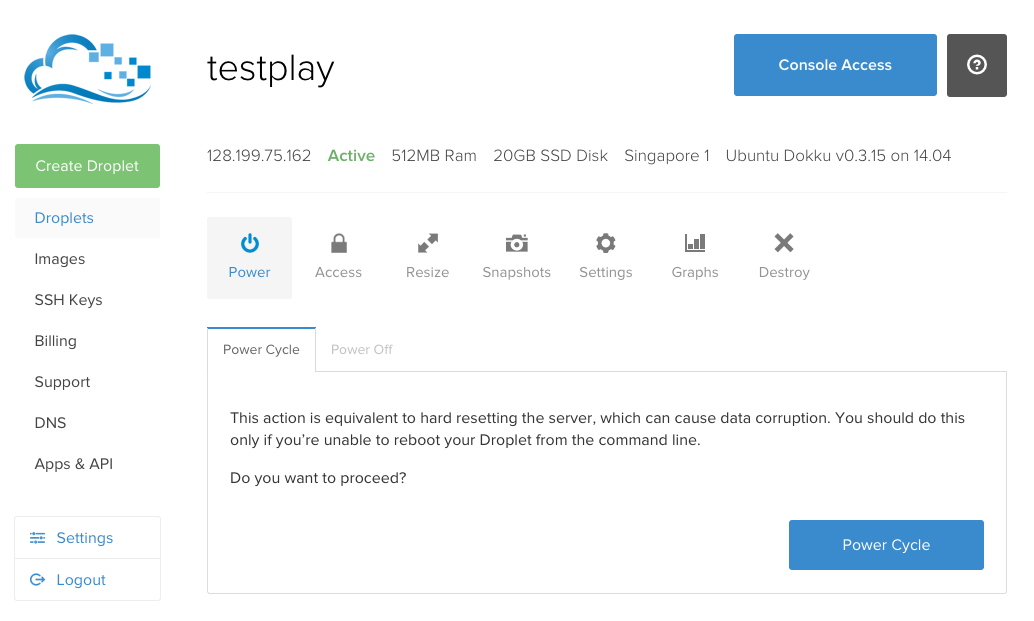 testplay
Console Access
128.199.75.162 Active 512MB Ram 20GB SSD Disk Singapore 1 Ubuntu Dokku v0.3.15 on 14.04
Create Droplet
Droplets
Images
SSH Keys
Billing
Support
DNS
Apps & API
Settings
Logout
Power
Access
Resize
Snapshots
Settings
Graphs
Destroy
Power Cycle
Power Off
This action is equivalent to hard resetting the server, which can cause data corruption. You should do this
only if you’re unable to reboot your Droplet from the command line.
Do you want to proceed?
Power Cycle